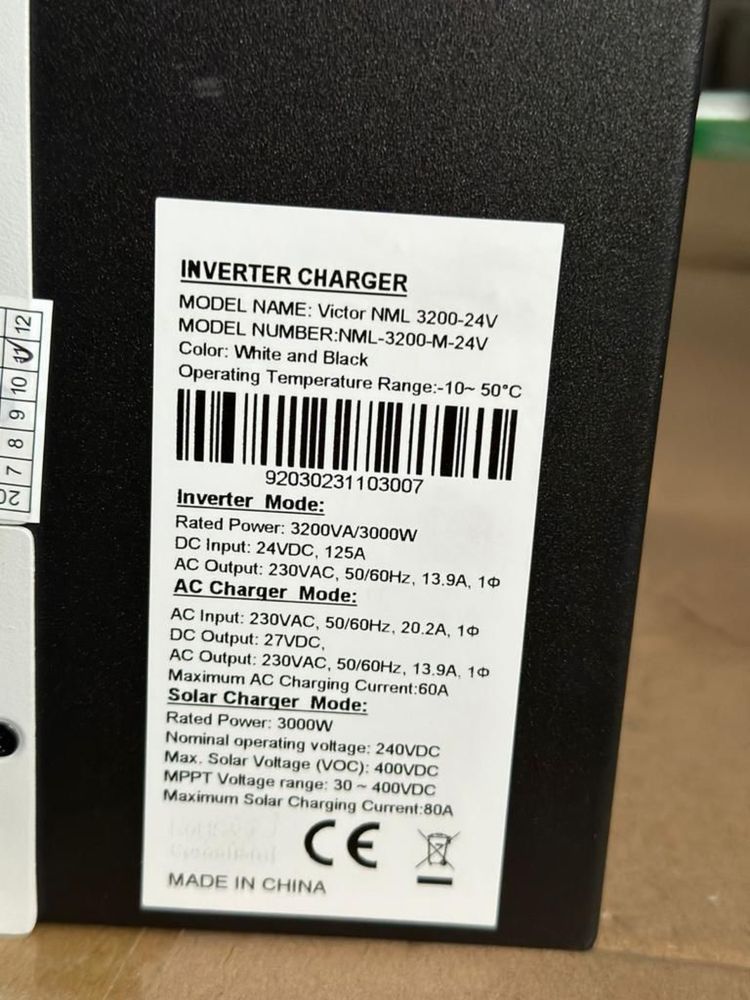 INVERTER CHARGER
MODEL NAME: Victor NML 3200-24V
MODEL NUMBER:NML-3200-M-24V
Color: White and Black
Operating Temperature Range:-10~ 50°C
92030231103007
Inverter Mode:
Rated Power: 3200VA/3000W
DC Input: 24VDC, 125A
AC Output: 230VAC, 50/60Hz, 13.9A, 1Φ
AC Charger Mode:
AC Input: 230VAC, 50/60Hz, 20.2A, 1Φ
DC Output: 27VDC,
AC Output: 230VAC, 50/60Hz, 13.9A, 1Φ
Maximum AC Charging Current:60A
Solar Charger Mode:
Rated Power: 3000W
Nominal operating voltage: 240VDC
Max. Solar Voltage (VOC): 400VDC
MPPT Voltage range: 30 ~ 400VDC
Maximum Solar Charging Current:80A
CE
MADE IN CHINA
7 8 9 10 11 12
20